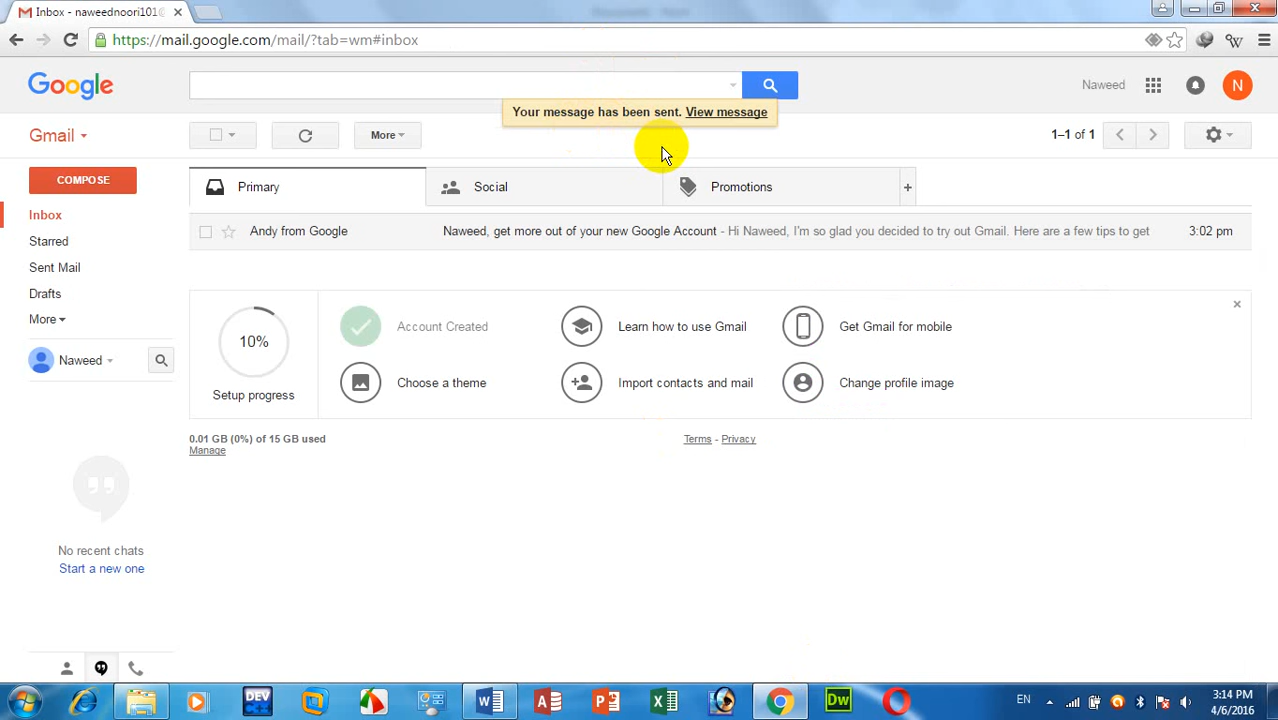 Inbox - naweednoori101@
https://mail.google.com/mail/?tab=wm#inbox
Google
Naweed
N
Your message has been sent. View message
Gmail
More
1–1 of 1
COMPOSE
Primary
Social
Promotions
+
Inbox
Andy from Google
Naweed, get more out of your new Google Account - Hi Naweed, I'm so glad you decided to try out Gmail. Here are a few tips to get
3:02 pm
Starred
Sent Mail
Drafts
More
10%
Setup progress
Account Created
Learn how to use Gmail
Get Gmail for mobile
Choose a theme
Import contacts and mail
Change profile image
Naweed
0.01 GB (0%) of 15 GB used
Manage
Terms - Privacy
No recent chats
Start a new one
DEV
C++
Dw
EN
3:14 PM
4/6/2016